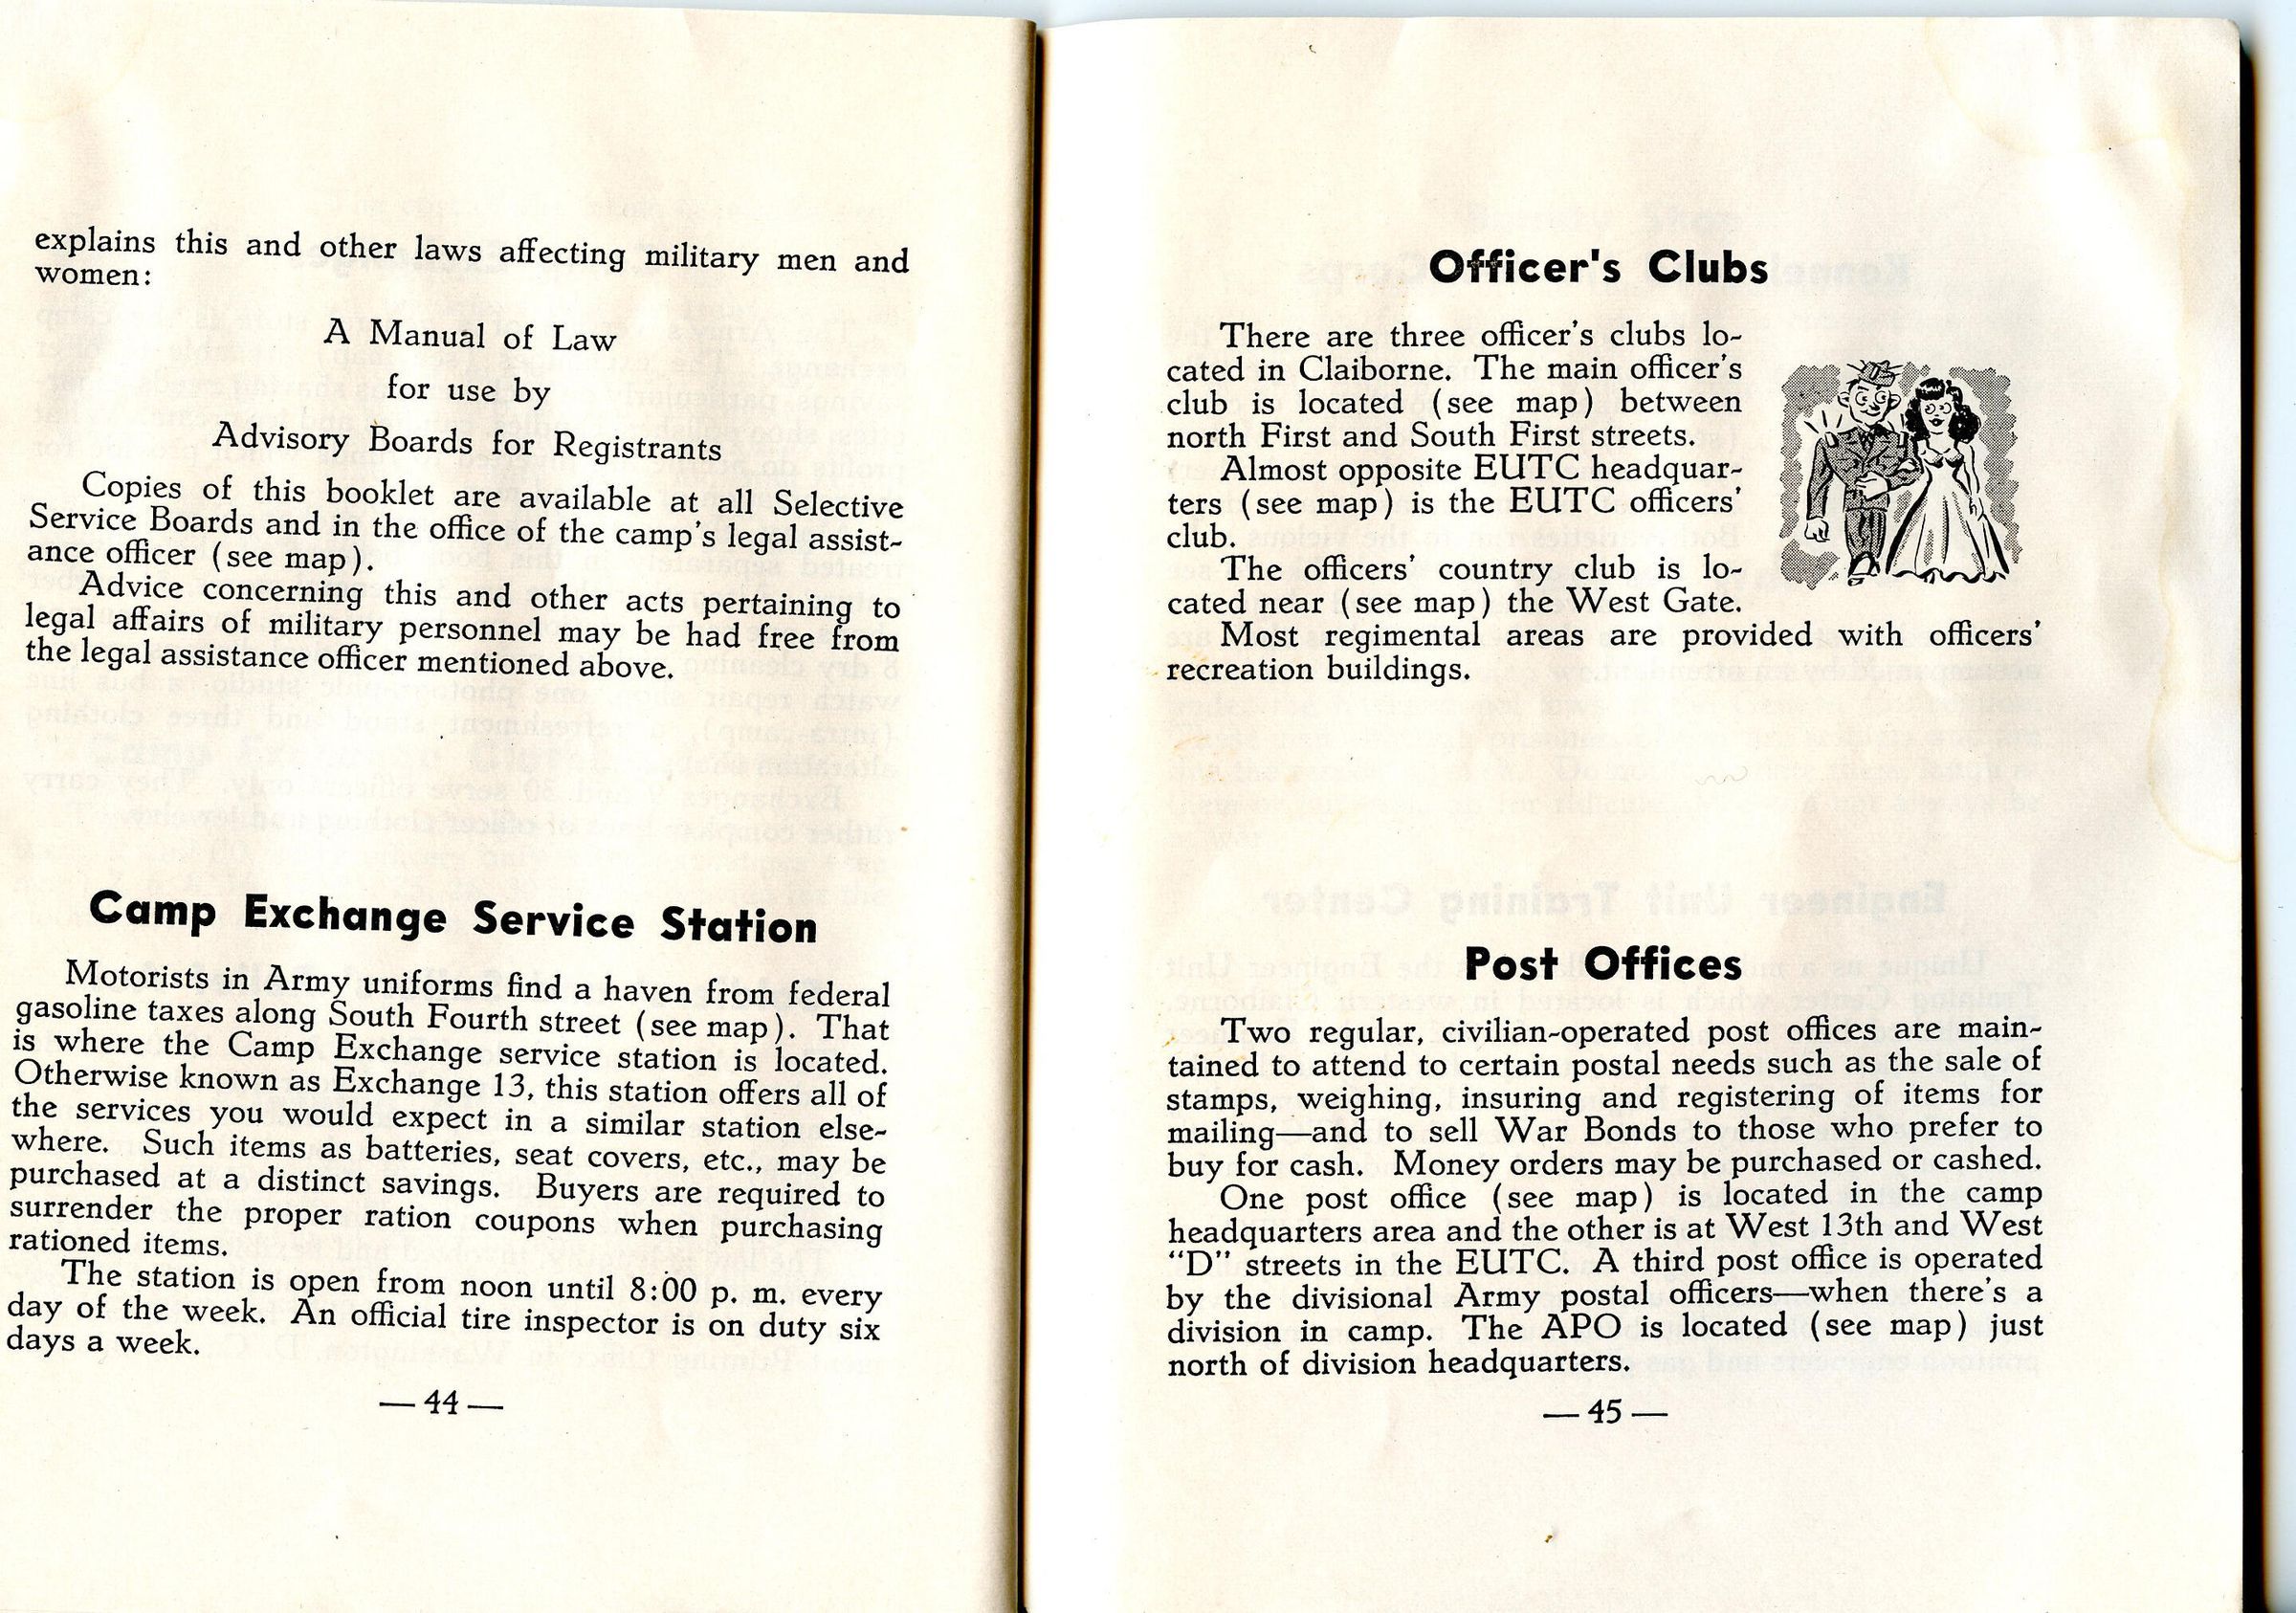 explains this and other laws affecting military men and
women:
A Manual of Law
for use by
Advisory Boards for Registrants
Copies of this booklet are available at all Selective
Service Boards and in the office of the camp's legal assist-
ance officer (see map).
Advice concerning this and other acts pertaining to
legal affairs of military personnel may be had free from
the legal assistance officer mentioned above.
Camp Exchange Service Station
Motorists in Army uniforms find a haven from federal
gasoline taxes along South Fourth street (see map). That
is where the Camp Exchange service station is located.
Otherwise known as Exchange 13, this station offers all of
the services you would expect in a similar station else-
where. Such items as batteries, seat covers, etc., may be
purchased at a distinct savings. Buyers are required to
surrender the proper ration coupons when purchasing
rationed items.
The station is open from noon until 8:00 p. m. every
day of the week. An official tire inspector is on duty six
days a week.
— 44 —
Officer's Clubs
There are three officer's clubs lo-
cated in Claiborne. The main officer's
club is located (see map) between
north First and South First streets.
Almost opposite EUTC headquar-
ters (see map) is the EUTC officers'
club.
The officers' country club is lo-
cated near (see map) the West Gate.
Most regimental areas are provided with officers'
recreation buildings.
Post Offices
Two regular, civilian-operated post offices are main-
tained to attend to certain postal needs such as the sale of
stamps, weighing, insuring and registering of items for
mailing—and to sell War Bonds to those who prefer to
buy for cash. Money orders may be purchased or cashed.
One post office (see map) is located in the camp
headquarters area and the other is at West 13th and West
"D" streets in the EUTC. A third post office is operated
by the divisional Army postal officers—when there's a
division in camp. The APO is located (see map) just
north of division headquarters.
— 45 —